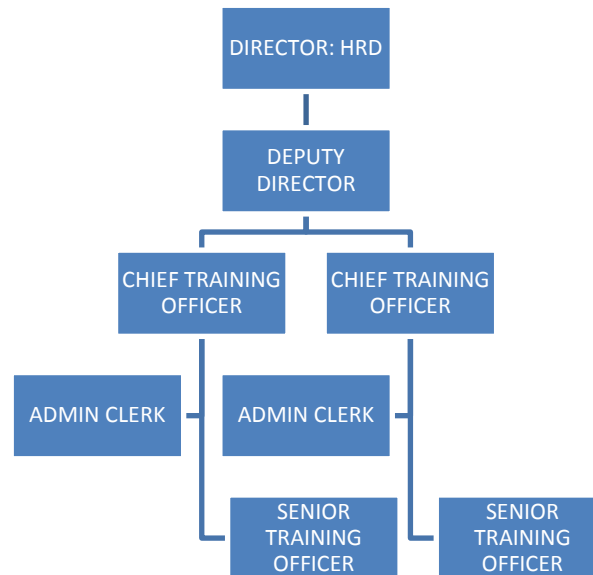 DIRECTOR: HRD
DEPUTY
DIRECTOR
CHIEF TRAINING
OFFICER
CHIEF TRAINING
OFFICER
ADMIN CLERK
ADMIN CLERK
SENIOR
TRAINING
OFFICER
SENIOR
TRAINING
OFFICER